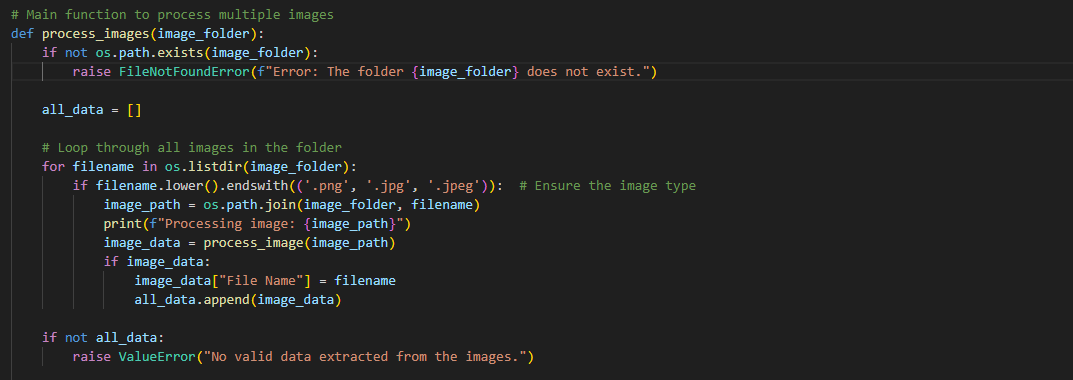 # Main function to process multiple images
def process_images(image_folder):
    if not os.path.exists(image_folder):
        raise FileNotFoundError(f"Error: The folder {image_folder} does not exist.")

    all_data = []

    # Loop through all images in the folder
    for filename in os.listdir(image_folder):
        if filename.lower().endswith(('.png', '.jpg', '.jpeg')):  # Ensure the image type
            image_path = os.path.join(image_folder, filename)
            print(f"Processing image: {image_path}")
            image_data = process_image(image_path)
            if image_data:
                image_data["File Name"] = filename
                all_data.append(image_data)

    if not all_data:
        raise ValueError("No valid data extracted from the images.")